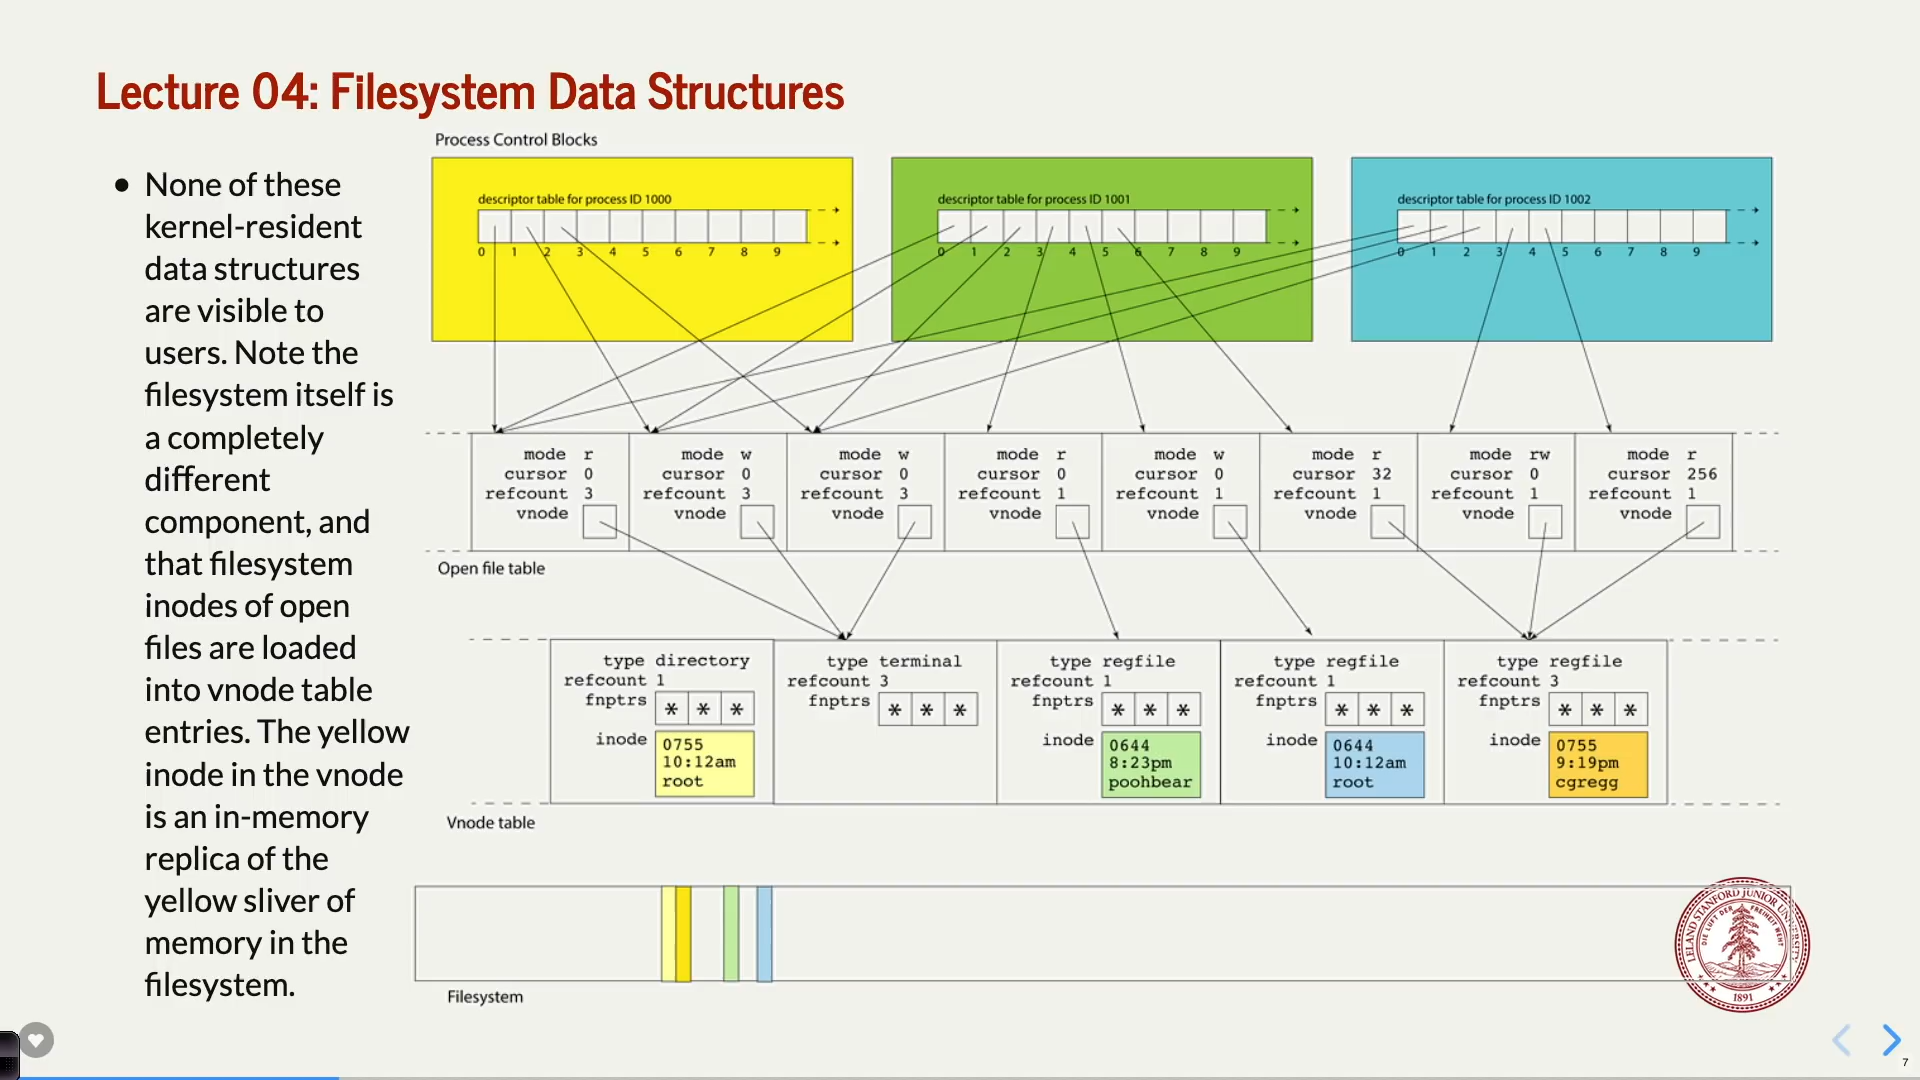 Lecture 04: Filesystem Data Structures
None of these
kernel-resident
data structures
are visible to
users. Note the
filesystem itself is
a completely
different
component, and
that filesystem
inodes of open
files are loaded
into vnode table
entries. The yellow
inode in the vnode
is an in-memory
replica of the
yellow sliver of
memory in the
filesystem.
Process Control Blocks
descriptor table for process ID 1000
0 1 2 3 4 5 6 7 8 9
descriptor table for process ID 1001
0 1 2 3 4 5 6 7 8 9
descriptor table for process ID 1002
0 1 2 3 4 5 6 7 8 9
mode r
cursor 0
refcount 3
vnode
mode w
cursor 0
refcount 3
vnode
mode w
cursor 0
refcount 3
vnode
mode r
cursor 0
refcount 1
vnode
mode w
cursor 0
refcount 1
vnode
mode r
cursor 32
refcount 1
vnode
mode rw
cursor 0
refcount 1
vnode
mode r
cursor 256
refcount 1
vnode
Open file table
type directory
refcount 1
fnptrs * * *
inode 0755
10:12am
root
type terminal
refcount 3
fnptrs * * *
type regfile
refcount 1
fnptrs * * *
inode 0644
8:23pm
poohbear
type regfile
refcount 1
fnptrs * * *
inode 0644
10:12am
root
type regfile
refcount 3
fnptrs * * *
inode 0755
9:19pm
cgregg
Vnode table
Filesystem
LELAND STANFORD JUNIOR UNIVERSITY
DIE LUFT DER FREIHEIT WEHT
1891
7